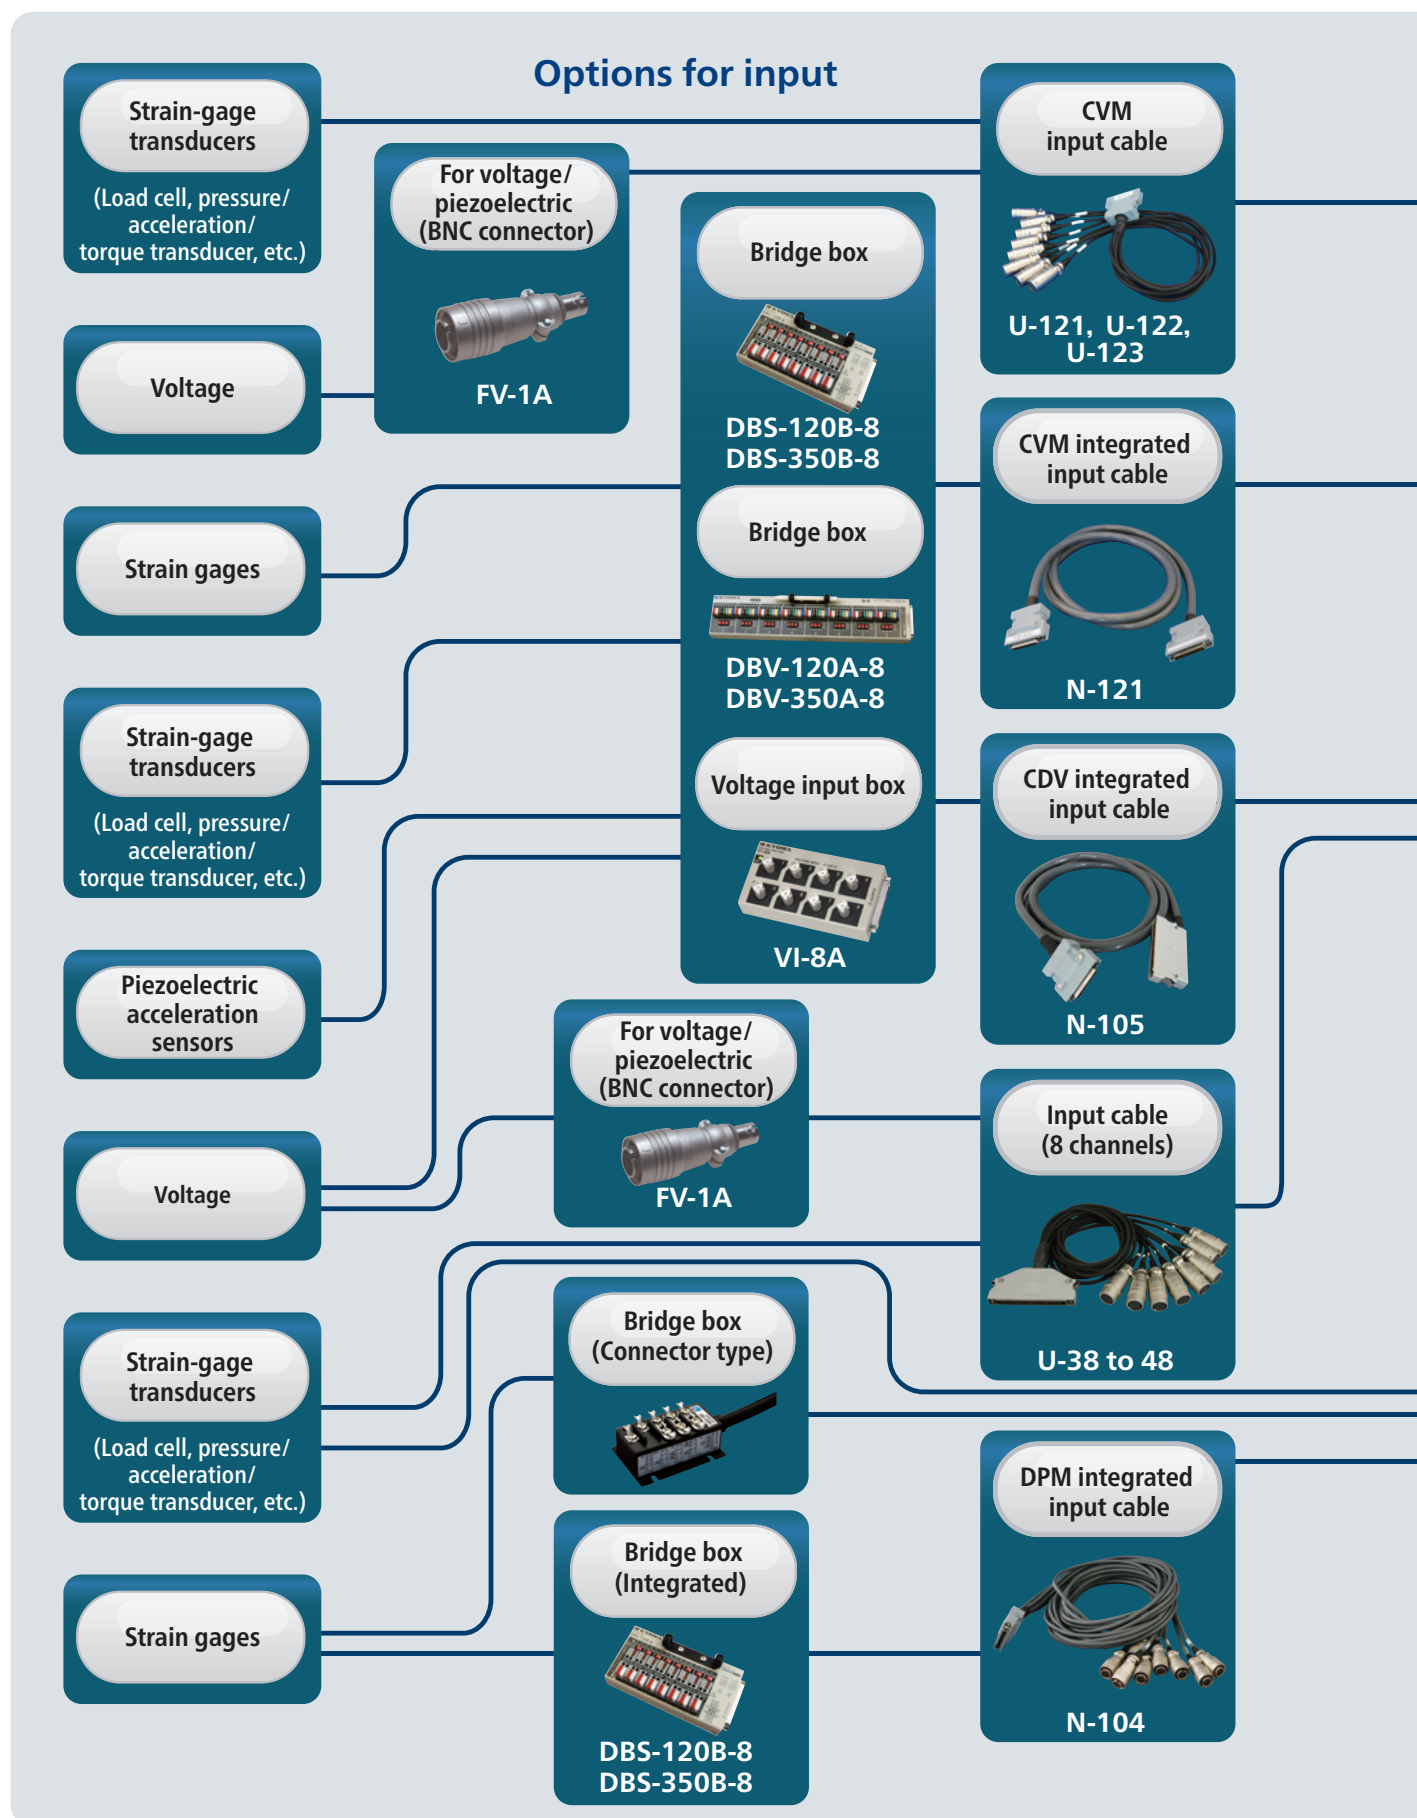 Options for input
Strain-gage
transducers
(Load cell, pressure/
acceleration/
torque transducer, etc.)
For voltage/
piezoelectric
(BNC connector)
FV-1A
CVM
input cable
U-121, U-122,
U-123
Voltage
Bridge box
DBS-120B-8
DBS-350B-8
CVM integrated
input cable
N-121
Strain gages
Bridge box
DBV-120A-8
DBV-350A-8
Strain-gage
transducers
(Load cell, pressure/
acceleration/
torque transducer, etc.)
Voltage input box
VI-8A
CDV integrated
input cable
N-105
Piezoelectric
acceleration
sensors
For voltage/
piezoelectric
(BNC connector)
FV-1A
Input cable
(8 channels)
U-38 to 48
Voltage
Strain-gage
transducers
(Load cell, pressure/
acceleration/
torque transducer, etc.)
Bridge box
(Connector type)
DPM integrated
input cable
N-104
Strain gages
Bridge box
(Integrated)
DBS-120B-8
DBS-350B-8